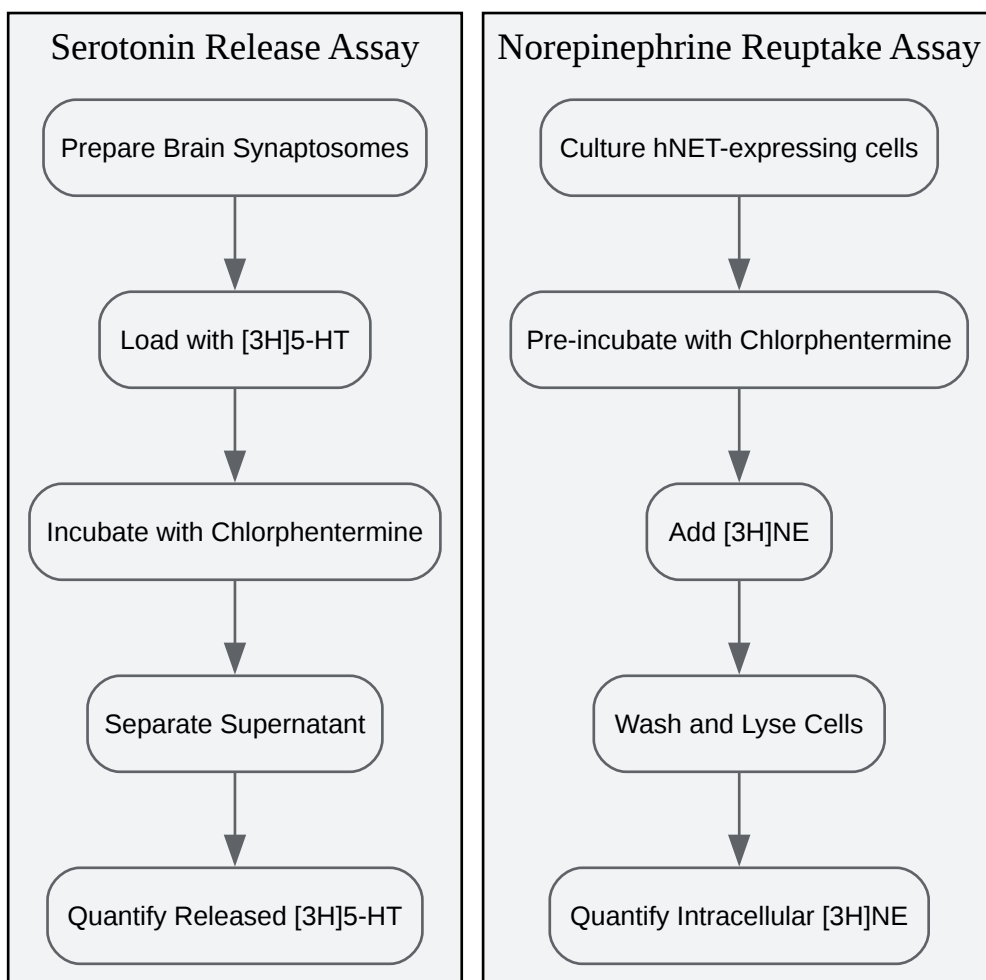 Serotonin Release Assay
Prepare Brain Synaptosomes
Load with [3H]5-HT
Incubate with Chlorphentermine
Separate Supernatant
Quantify Released [3H]5-HT
Norepinephrine Reuptake Assay
Culture hNET-expressing cells
Pre-incubate with Chlorphentermine
Add [3H]NE
Wash and Lyse Cells
Quantify Intracellular [3H]NE